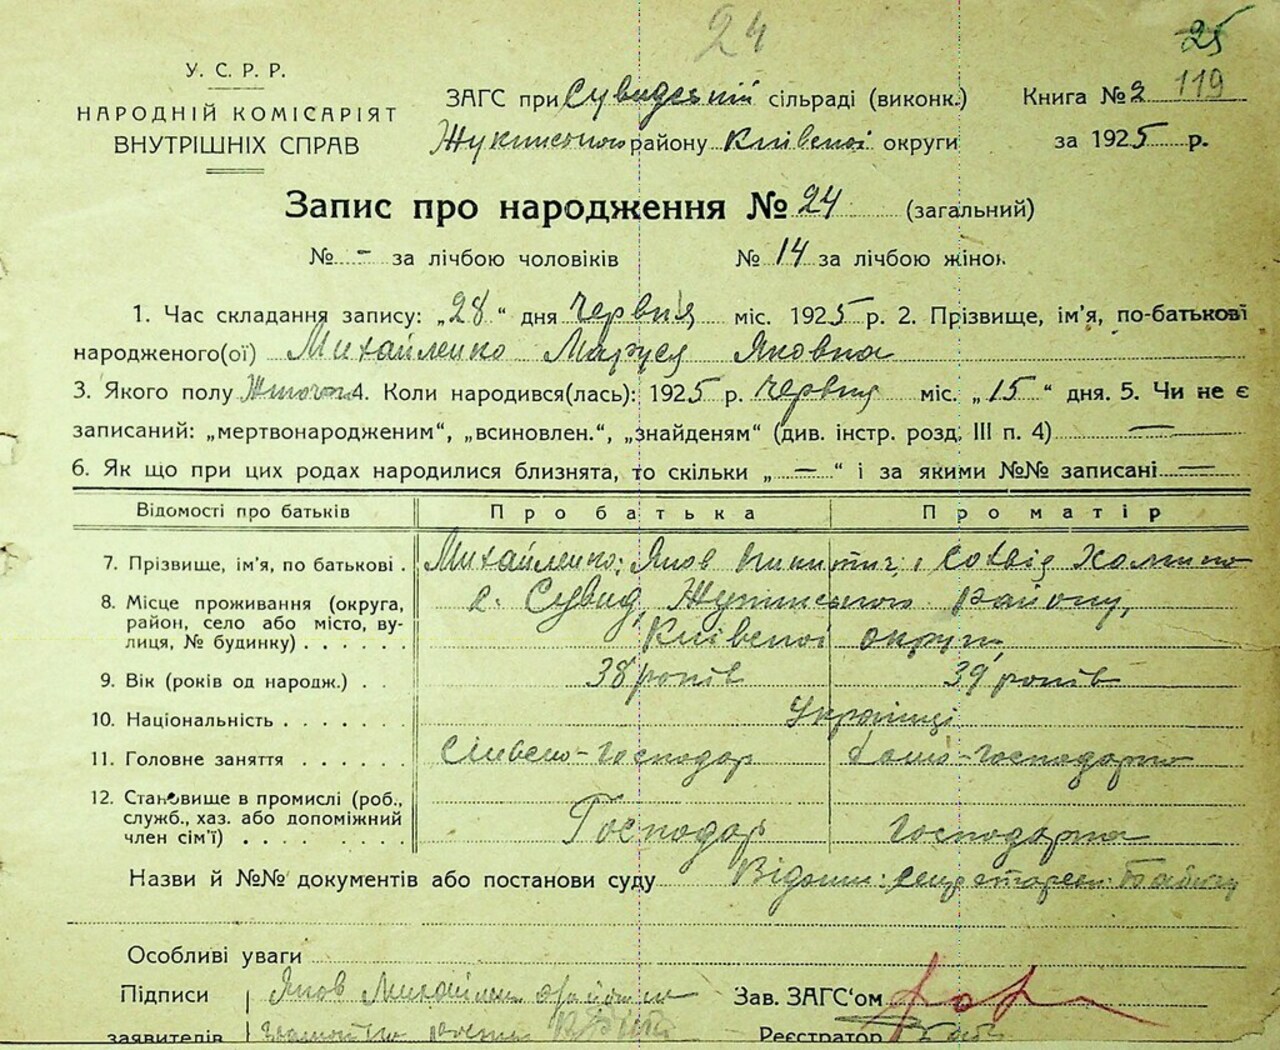 24
25
119
У. С. Р. Р.
НАРОДНІЙ КОМІСАРІЯТ
ВНУТРІШНІХ СПРАВ
ЗАГС при Сувидській сільраді (виконк.) Книга № 2
району Київської округи за 1925 р.
Запис про народження № 24 (загальний)
№ - за лічбою чоловіків № 14 за лічбою жінок
1. Час складання запису: „28“ дня Червня міс. 1925 р. 2. Прізвище, ім'я, по-батькові
народженого(ої) Михайленко Маруся Яковна
3. Якого полу 4. Коли народився(лась): 1925 р. Червня міс. „15“ дня. 5. Чи не є
записаний: „мертвонародженим“, „всиновлен.“, „знайденям“ (див. інстр. розд. III п. 4) —
6. Як що при цих родах народилися близнята, то скільки „—“ і за якими №№ записані —
Відомості про батьків Про батька Про матір
7. Прізвище, ім'я, по батькові . Михайленко Яков
8. Місце проживання (округа, район, село або місто, вулиця, № будинку) . . . . . . с. Сувид, району,
Київської округи
9. Вік (років од народж.) . . 38 років 39 років
10. Національність . . . . . . . Українці
11. Головне заняття . . . . . . Сільсько-господар господарка
12. Становище в промислі (роб., служб., хаз. або допоміжний член сім'ї) . . . . . . . . Господар Господарка
Назви й №№ документів або постанови суду
Особливі уваги
Підписи Яков Зав. ЗАГС'ом
заявителів Реєстратор